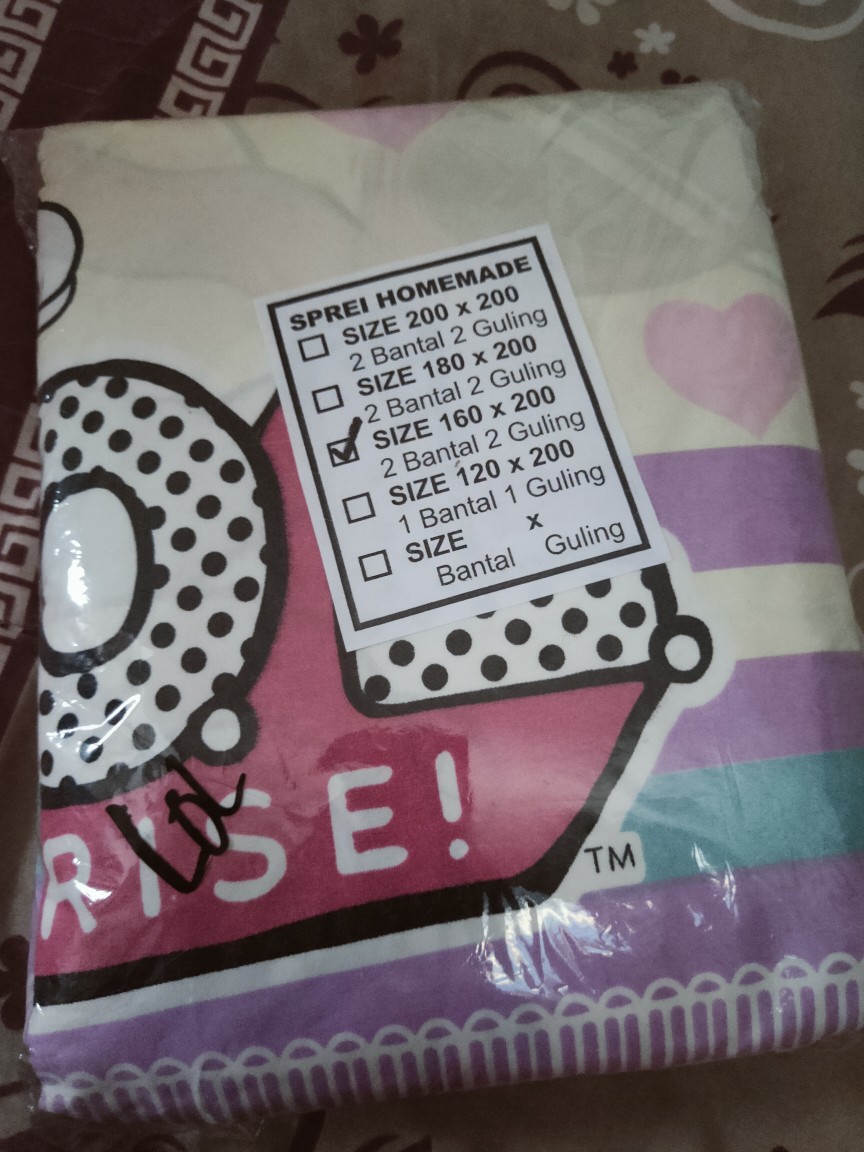 SPREI HOMEMADE
SIZE 200 x 200
2 Bantal 2 Guling
SIZE 180 x 200
2 Bantal 2 Guling
SIZE 160 x 200
2 Bantal 2 Guling
SIZE 120 x 200
1 Bantal 1 Guling
SIZE x
Bantal Guling
Lol
RISE!
TM